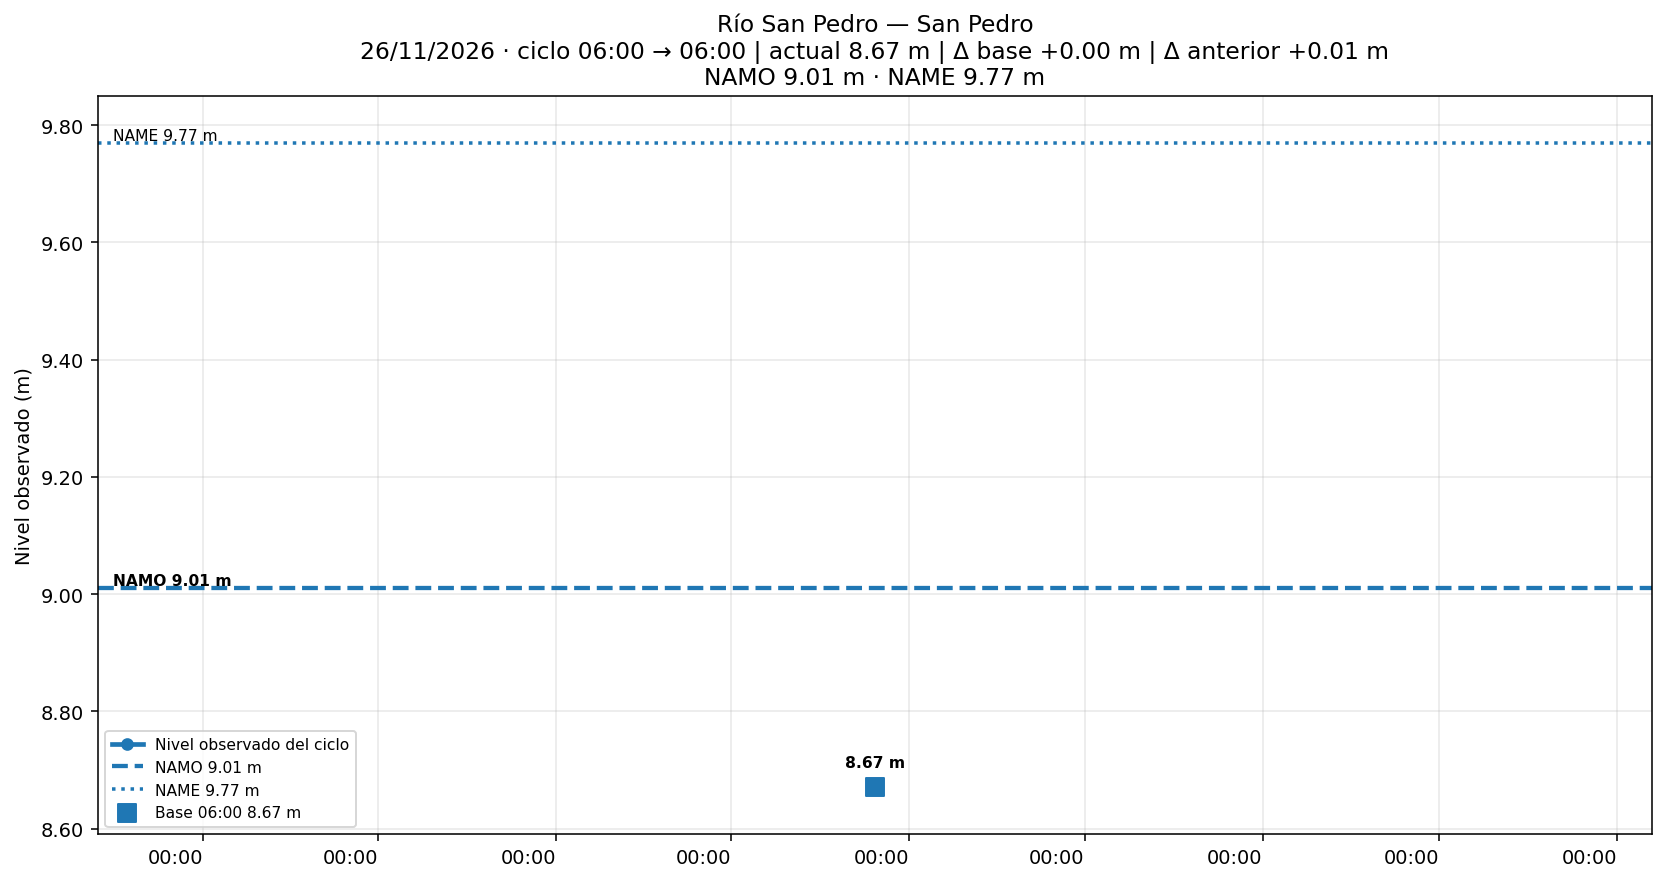 Río San Pedro — San Pedro
26/11/2026 · ciclo 06:00 → 06:00 | actual 8.67 m | Δ base +0.00 m | Δ anterior +0.01 m
NAMO 9.01 m · NAME 9.77 m
Nivel observado (m)
9.80
9.60
9.40
9.20
9.00
8.80
8.60
NAME 9.77 m
NAMO 9.01 m
8.67 m
Nivel observado del ciclo
NAMO 9.01 m
NAME 9.77 m
Base 06:00 8.67 m
00:00 00:00 00:00 00:00 00:00 00:00 00:00 00:00 00:00